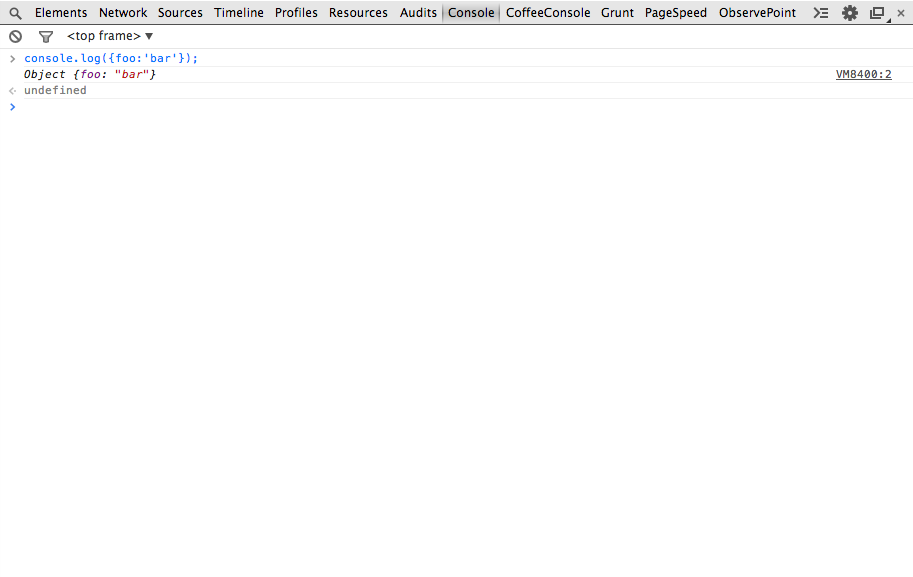 Elements Network Sources Timeline Profiles Resources Audits Console CoffeeConsole Grunt PageSpeed ObservePoint
<top frame>
console.log({foo:'bar'});
Object {foo: "bar"} VM8400:2
undefined